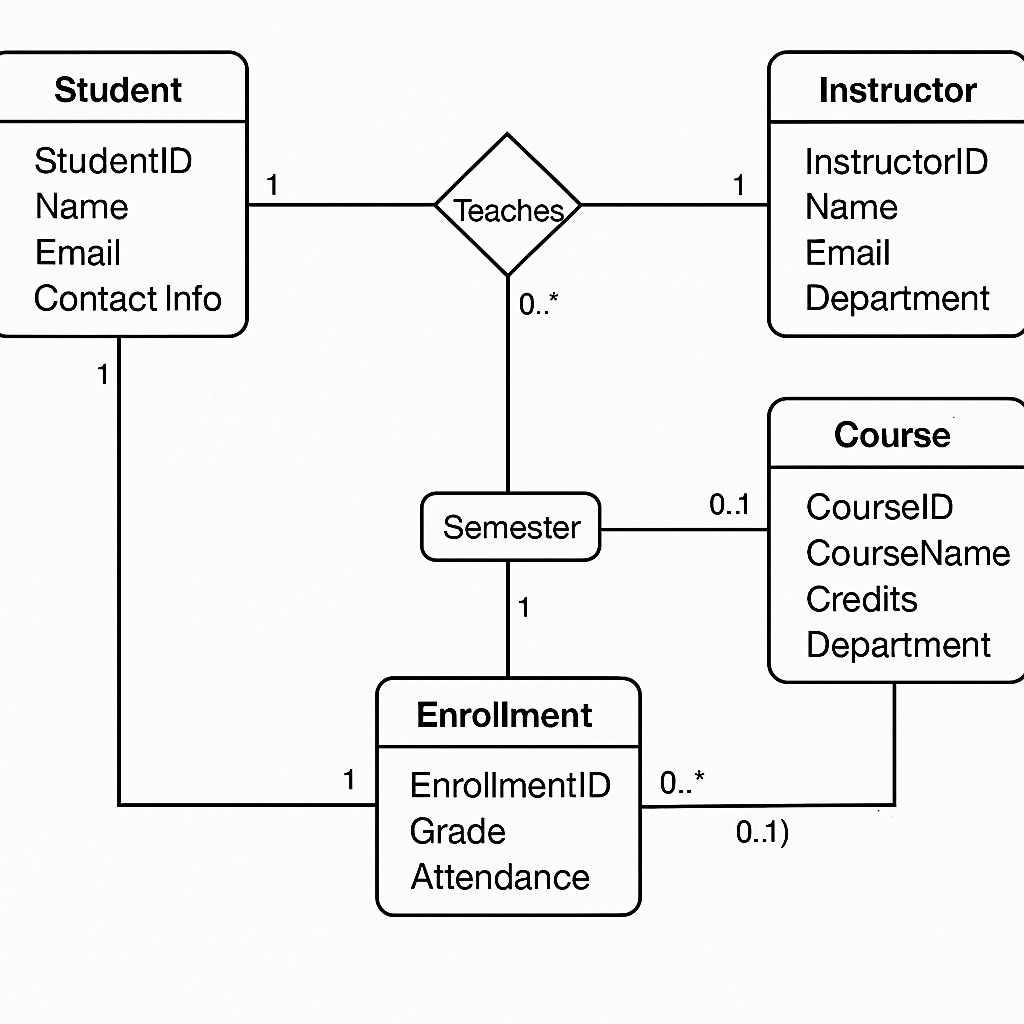 Student
StudentID
Name
Email
Contact Info
1
Teaches
1
Instructor
InstructorID
Name
Email
Department
0..*
1
Semester
0..1
Course
CourseID
CourseName
Credits
Department
1
Enrollment
EnrollmentID
Grade
Attendance
1
0..*
0..1)